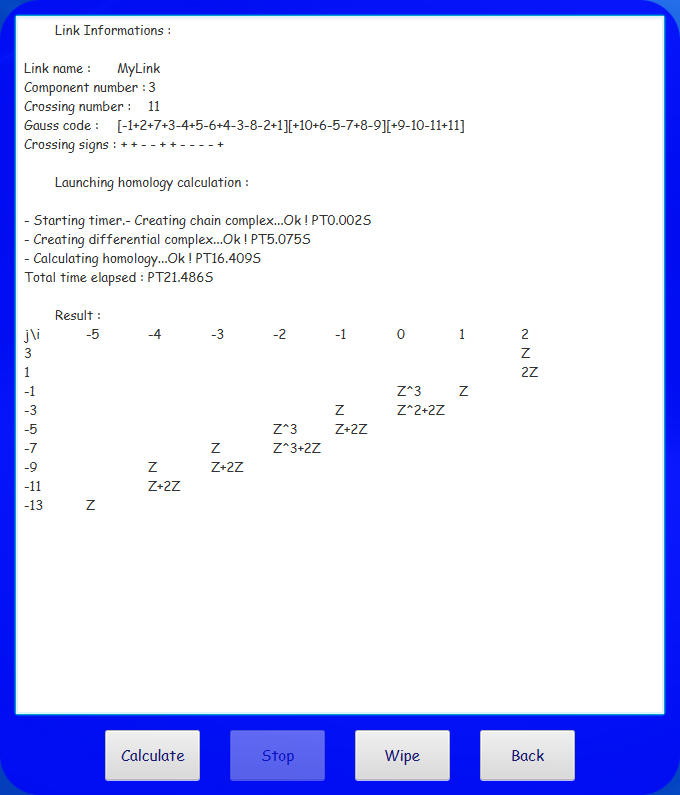 Link Informations :
Link name : MyLink
Component number : 3
Crossing number : 11
Gauss code : [-1+2+7+3-4+5-6+4-3-8-2+1][+10+6-5-7+8-9][+9-10-11+11]
Crossing signs : + + - - + + - - - - +
Launching homology calculation :
- Starting timer.- Creating chain complex...Ok ! PT0.002S
- Creating differential complex...Ok ! PT5.075S
- Calculating homology...Ok ! PT16.409S
Total time elapsed : PT21.486S
Result :
j\i -5 -4 -3 -2 -1 0 1 2
3 Z
1 2Z
-1 Z^3 Z
-3 Z Z^2+2Z
-5 Z^3 Z+2Z
-7 Z Z^3+2Z
-9 Z Z+2Z
-11 Z+2Z
-13 Z
Calculate Stop Wipe Back